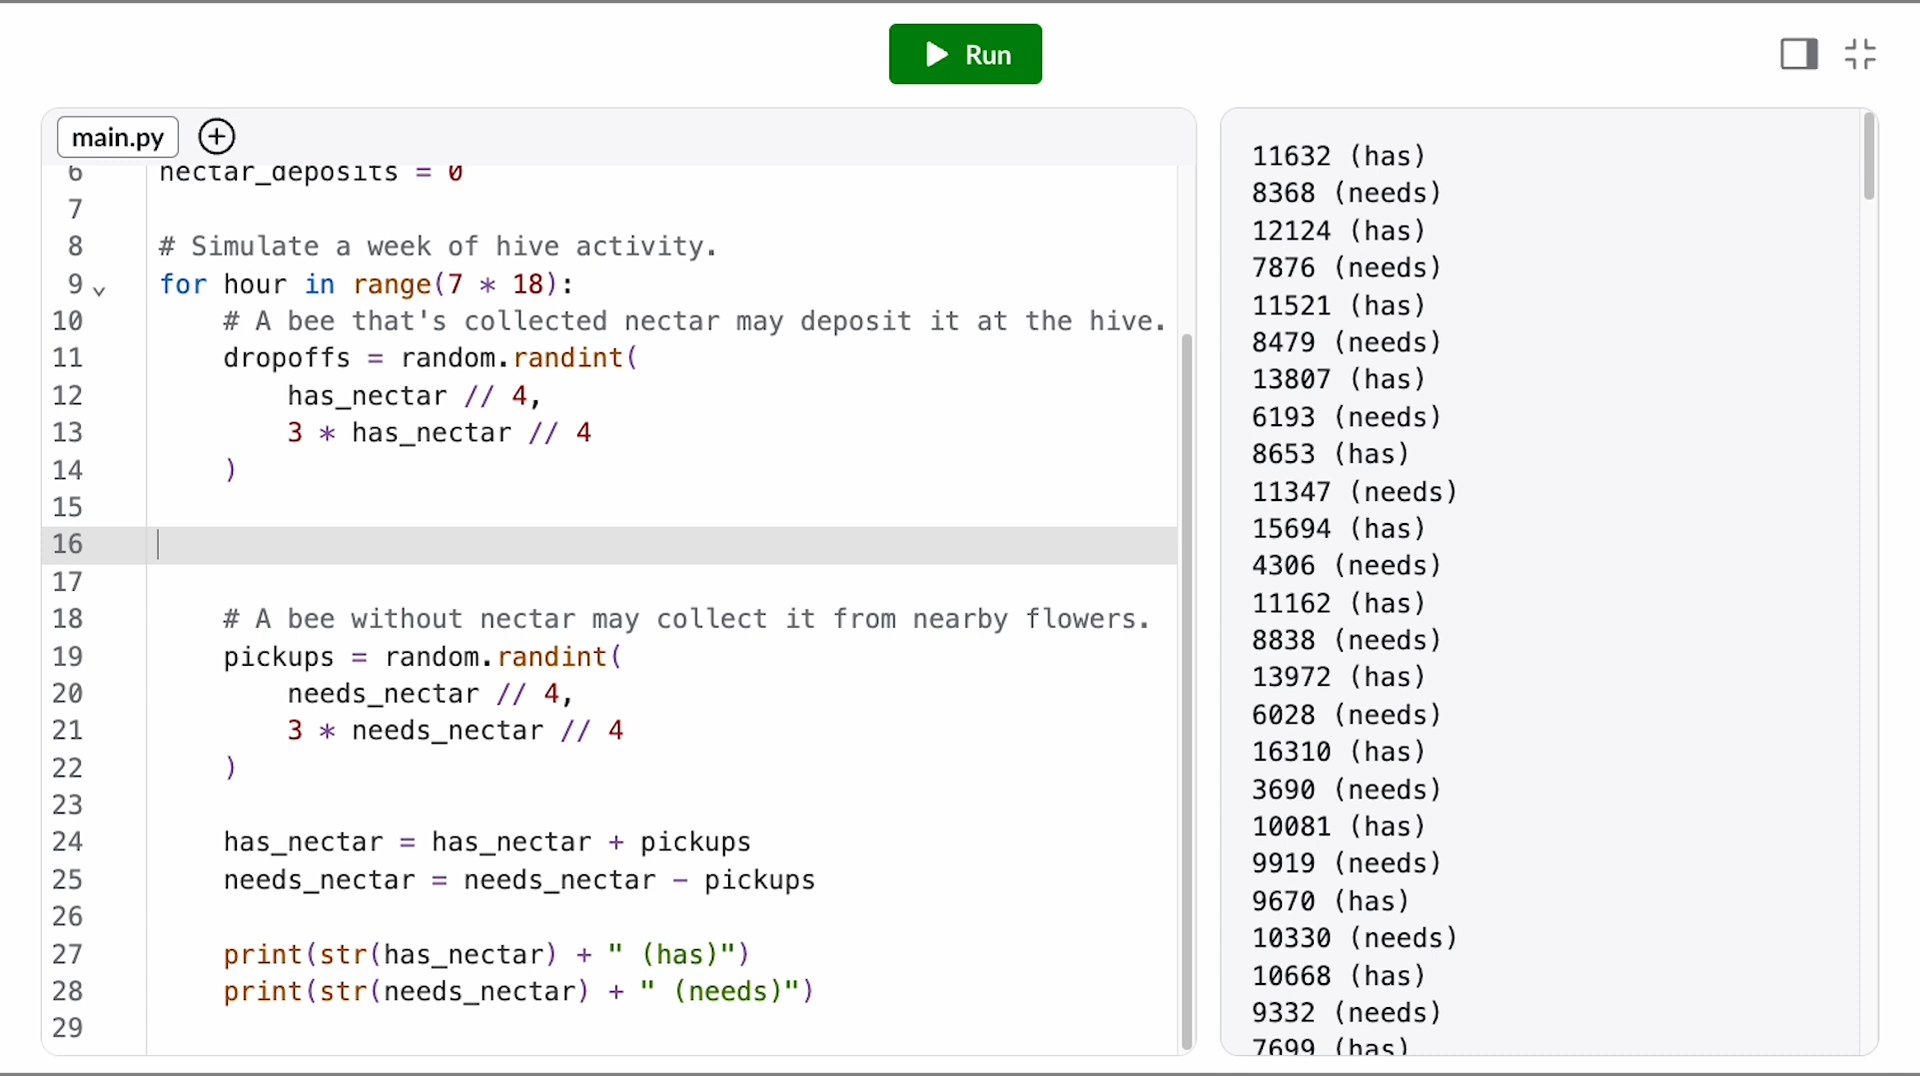 Run
main.py
6 nectar_deposits = 0
7
8 # Simulate a week of hive activity.
9 for hour in range(7 * 18):
10     # A bee that's collected nectar may deposit it at the hive.
11     dropoffs = random.randint(
12         has_nectar // 4,
13         3 * has_nectar // 4
14     )
15
16
17
18     # A bee without nectar may collect it from nearby flowers.
19     pickups = random.randint(
20         needs_nectar // 4,
21         3 * needs_nectar // 4
22     )
23
24     has_nectar = has_nectar + pickups
25     needs_nectar = needs_nectar - pickups
26
27     print(str(has_nectar) + " (has)")
28     print(str(needs_nectar) + " (needs)")
29
11632 (has)
8368 (needs)
12124 (has)
7876 (needs)
11521 (has)
8479 (needs)
13807 (has)
6193 (needs)
8653 (has)
11347 (needs)
15694 (has)
4306 (needs)
11162 (has)
8838 (needs)
13972 (has)
6028 (needs)
16310 (has)
3690 (needs)
10081 (has)
9919 (needs)
9670 (has)
10330 (needs)
10668 (has)
9332 (needs)
7699 (has)